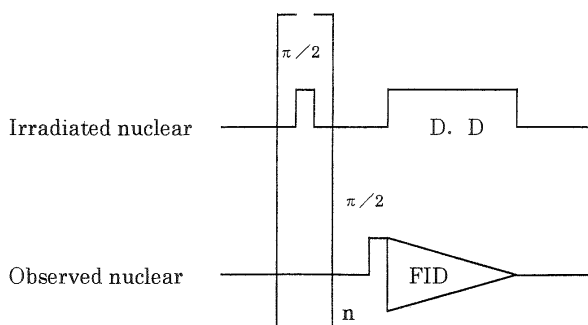 π/2
Irradiated nuclear
D. D
π/2
Observed nuclear
FID
n